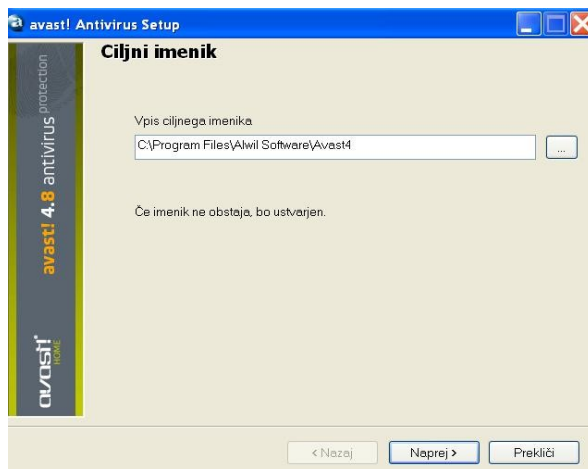 avast! Antivirus Setup
Ciljni imenik
Vpis ciljnega imenika
C:\Program Files\Alwil Software\Avast4
...
Če imenik ne obstaja, bo ustvarjen.
avast! 4.8 antivirus protection
avast!
HOME
< Nazaj
Naprej >
Prekliči